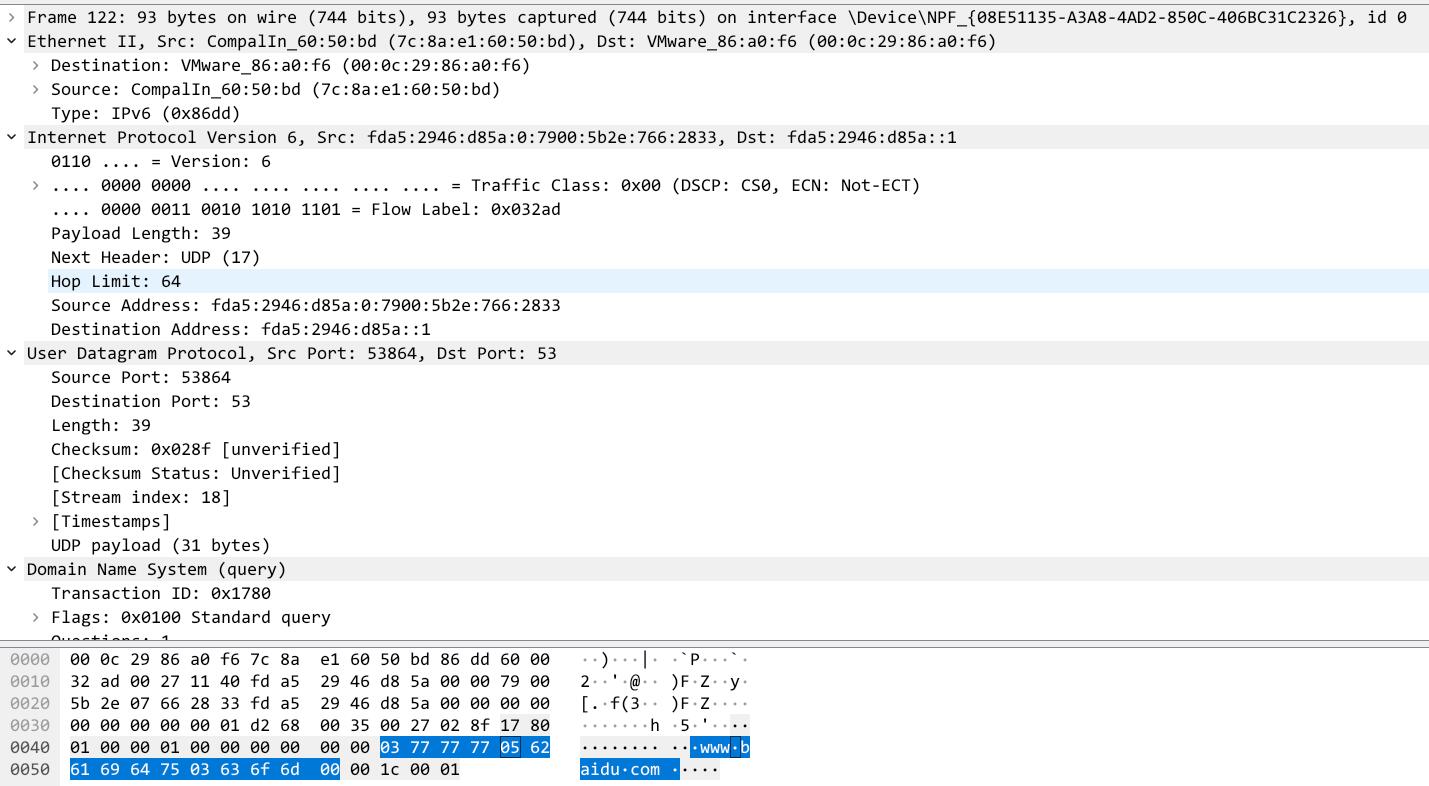 Frame 122: 93 bytes on wire (744 bits), 93 bytes captured (744 bits) on interface \Device\NPF_{08E51135-A3A8-4AD2-850C-406BC31C2326}, id 0
Ethernet II, Src: CompalIn_60:50:bd (7c:8a:e1:60:50:bd), Dst: VMware_86:a0:f6 (00:0c:29:86:a0:f6)
Destination: VMware_86:a0:f6 (00:0c:29:86:a0:f6)
Source: CompalIn_60:50:bd (7c:8a:e1:60:50:bd)
Type: IPv6 (0x86dd)
Internet Protocol Version 6, Src: fda5:2946:d85a:0:7900:5b2e:766:2833, Dst: fda5:2946:d85a::1
0110 .... = Version: 6
.... 0000 0000 .... .... .... .... .... = Traffic Class: 0x00 (DSCP: CS0, ECN: Not-ECT)
.... 0000 0011 0010 1010 1101 = Flow Label: 0x032ad
Payload Length: 39
Next Header: UDP (17)
Hop Limit: 64
Source Address: fda5:2946:d85a:0:7900:5b2e:766:2833
Destination Address: fda5:2946:d85a::1
User Datagram Protocol, Src Port: 53864, Dst Port: 53
Source Port: 53864
Destination Port: 53
Length: 39
Checksum: 0x028f [unverified]
[Checksum Status: Unverified]
[Stream index: 18]
[Timestamps]
UDP payload (31 bytes)
Domain Name System (query)
Transaction ID: 0x1780
Flags: 0x0100 Standard query
Questions: 1
0000 00 0c 29 86 a0 f6 7c 8a e1 60 50 bd 86 dd 60 00 ··)···|· ·`P···`·
0010 32 ad 00 27 11 40 fd a5 29 46 d8 5a 00 00 79 00 2··'·@·· )F·Z··y·
0020 5b 2e 07 66 28 33 fd a5 29 46 d8 5a 00 00 00 00 [.·f(3·· )F·Z····
0030 00 00 00 00 00 01 d2 68 00 35 00 27 02 8f 17 80 ·······h ·5·'····
0040 01 00 00 01 00 00 00 00 00 00 03 77 77 77 05 62 ········ ···www·b
0050 61 69 64 75 03 63 6f 6d 00 00 1c 00 01 aidu·com ·····